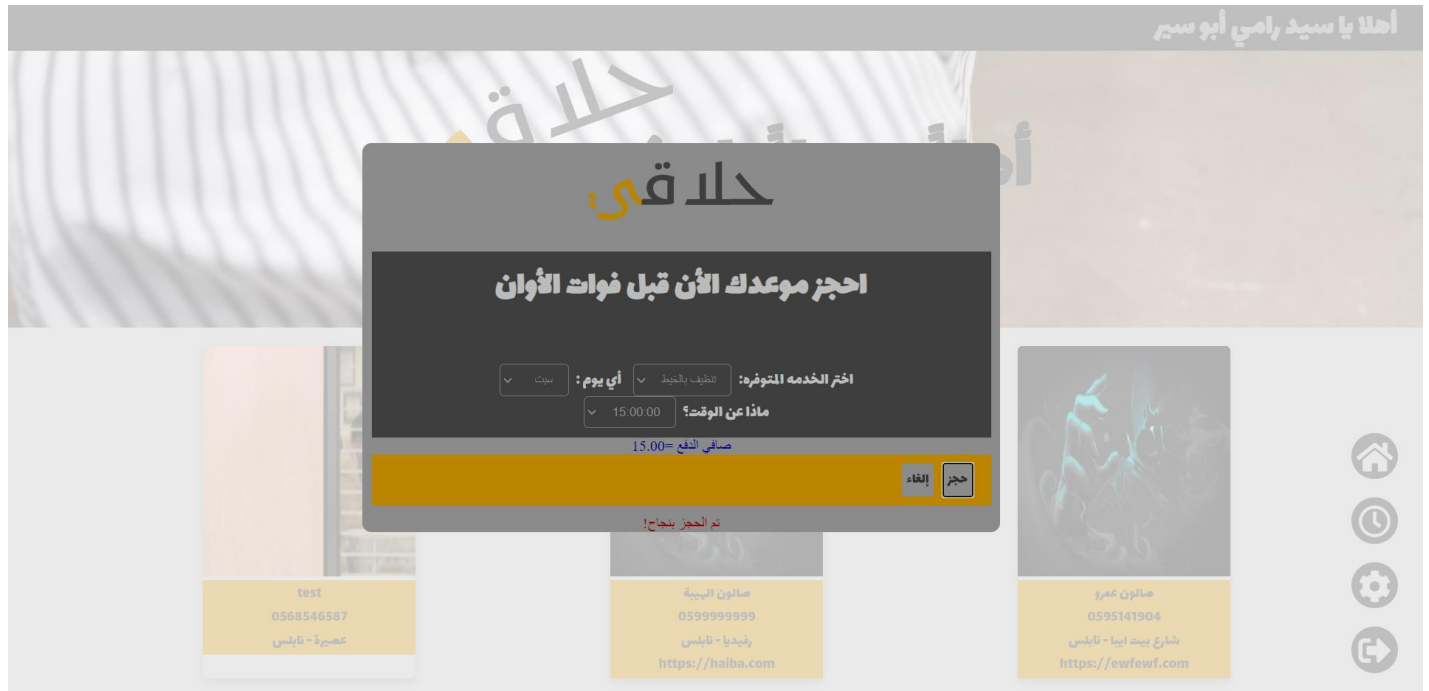 أهلا يا سيد رامي أبو سير
حلاقي
حلاقي:
احجز موعدك الأن قبل فوات الأوان
اختر الخدمه المتوفره: تنظيف بالخيط أي يوم : سبت
ماذا عن الوقت؟ 15:00:00
صافي الدفع =15.00
حجز إلغاء
تم الحجز بنجاح!
صالون عمرو
0595141904
شارع بيت ايبا - نابلس
https://ewfewf.com
صالون الهيبة
0599999999
رفيديا - نابلس
https://haiba.com
test
0568546587
عصيرة - نابلس